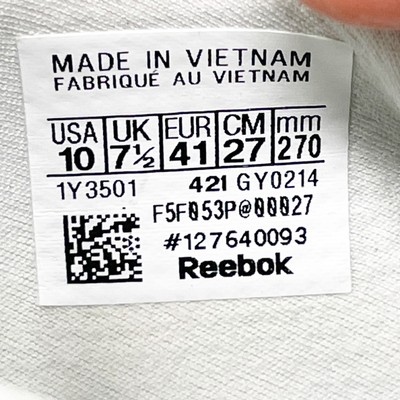 MADE IN VIETNAM
FABRIQUÉ AU VIETNAM
USA UK EUR CM mm
10 7½ 41 27 270
1Y3501 421 GY0214
F5F053P@00027
#127640093
Reebok